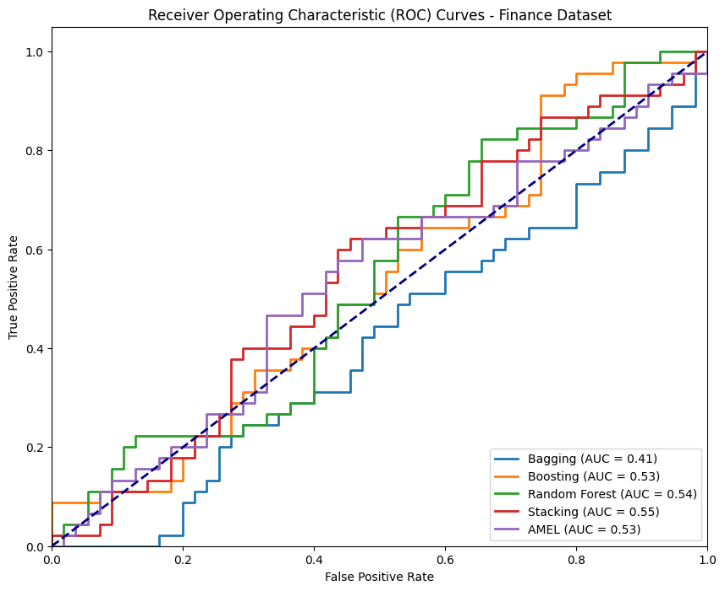 Receiver Operating Characteristic (ROC) Curves - Finance Dataset
True Positive Rate
1.0
0.8
0.6
0.4
0.2
0.0
0.0 0.2 0.4 0.6 0.8 1.0
False Positive Rate
Bagging (AUC = 0.41)
Boosting (AUC = 0.53)
Random Forest (AUC = 0.54)
Stacking (AUC = 0.55)
AMEL (AUC = 0.53)